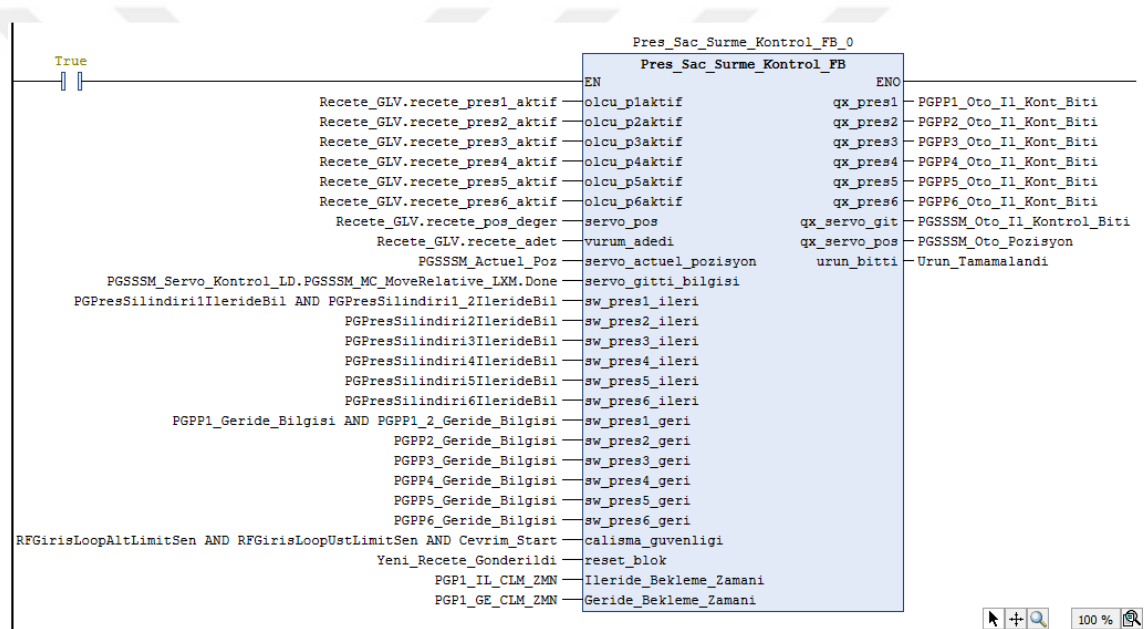 Pres_Sac_Surme_Kontrol_FB_0
True
Pres_Sac_Surme_Kontrol_FB
EN ENO
Recete_GLV.recete_pres1_aktif olcu_p1aktif qx_pres1 PGPP1_Oto_Il_Kont_Biti
Recete_GLV.recete_pres2_aktif olcu_p2aktif qx_pres2 PGPP2_Oto_Il_Kont_Biti
Recete_GLV.recete_pres3_aktif olcu_p3aktif qx_pres3 PGPP3_Oto_Il_Kont_Biti
Recete_GLV.recete_pres4_aktif olcu_p4aktif qx_pres4 PGPP4_Oto_Il_Kont_Biti
Recete_GLV.recete_pres5_aktif olcu_p5aktif qx_pres5 PGPP5_Oto_Il_Kont_Biti
Recete_GLV.recete_pres6_aktif olcu_p6aktif qx_pres6 PGPP6_Oto_Il_Kont_Biti
Recete_GLV.recete_pos_deger servo_pos qx_servo_git PGSSSM_Oto_Il_Kontrol_Biti
Recete_GLV.recete_adet vurum_adedi qx_servo_pos PGSSSM_Oto_Pozisyon
PGSSSM_Actuel_Poz servo_actuel_pozisyon urun_bitti Urun_Tamamalandi
PGSSSM_Servo_Kontrol_LD.PGSSSM_MC_MoveRelative_LXM.Done servo_gitti_bilgisi
PGPresSilindiri1IlerideBil AND PGPresSilindiri1_2IlerideBil sw_pres1_ileri
PGPresSilindiri2IlerideBil sw_pres2_ileri
PGPresSilindiri3IlerideBil sw_pres3_ileri
PGPresSilindiri4IlerideBil sw_pres4_ileri
PGPresSilindiri5IlerideBil sw_pres5_ileri
PGPresSilindiri6IlerideBil sw_pres6_ileri
PGPP1_Geride_Bilgisi AND PGPP1_2_Geride_Bilgisi sw_pres1_geri
PGPP2_Geride_Bilgisi sw_pres2_geri
PGPP3_Geride_Bilgisi sw_pres3_geri
PGPP4_Geride_Bilgisi sw_pres4_geri
PGPP5_Geride_Bilgisi sw_pres5_geri
PGPP6_Geride_Bilgisi sw_pres6_geri
RFGirisLoopAltLimitSen AND RFGirisLoopUstLimitSen AND Cevrim_Start calisma_guvenligi
Yeni_Recete_Gonderildi reset_blok
PGP1_IL_CLM_ZMN Ileride_Bekleme_Zamani
PGP1_GE_CLM_ZMN Geride_Bekleme_Zamani
100 %